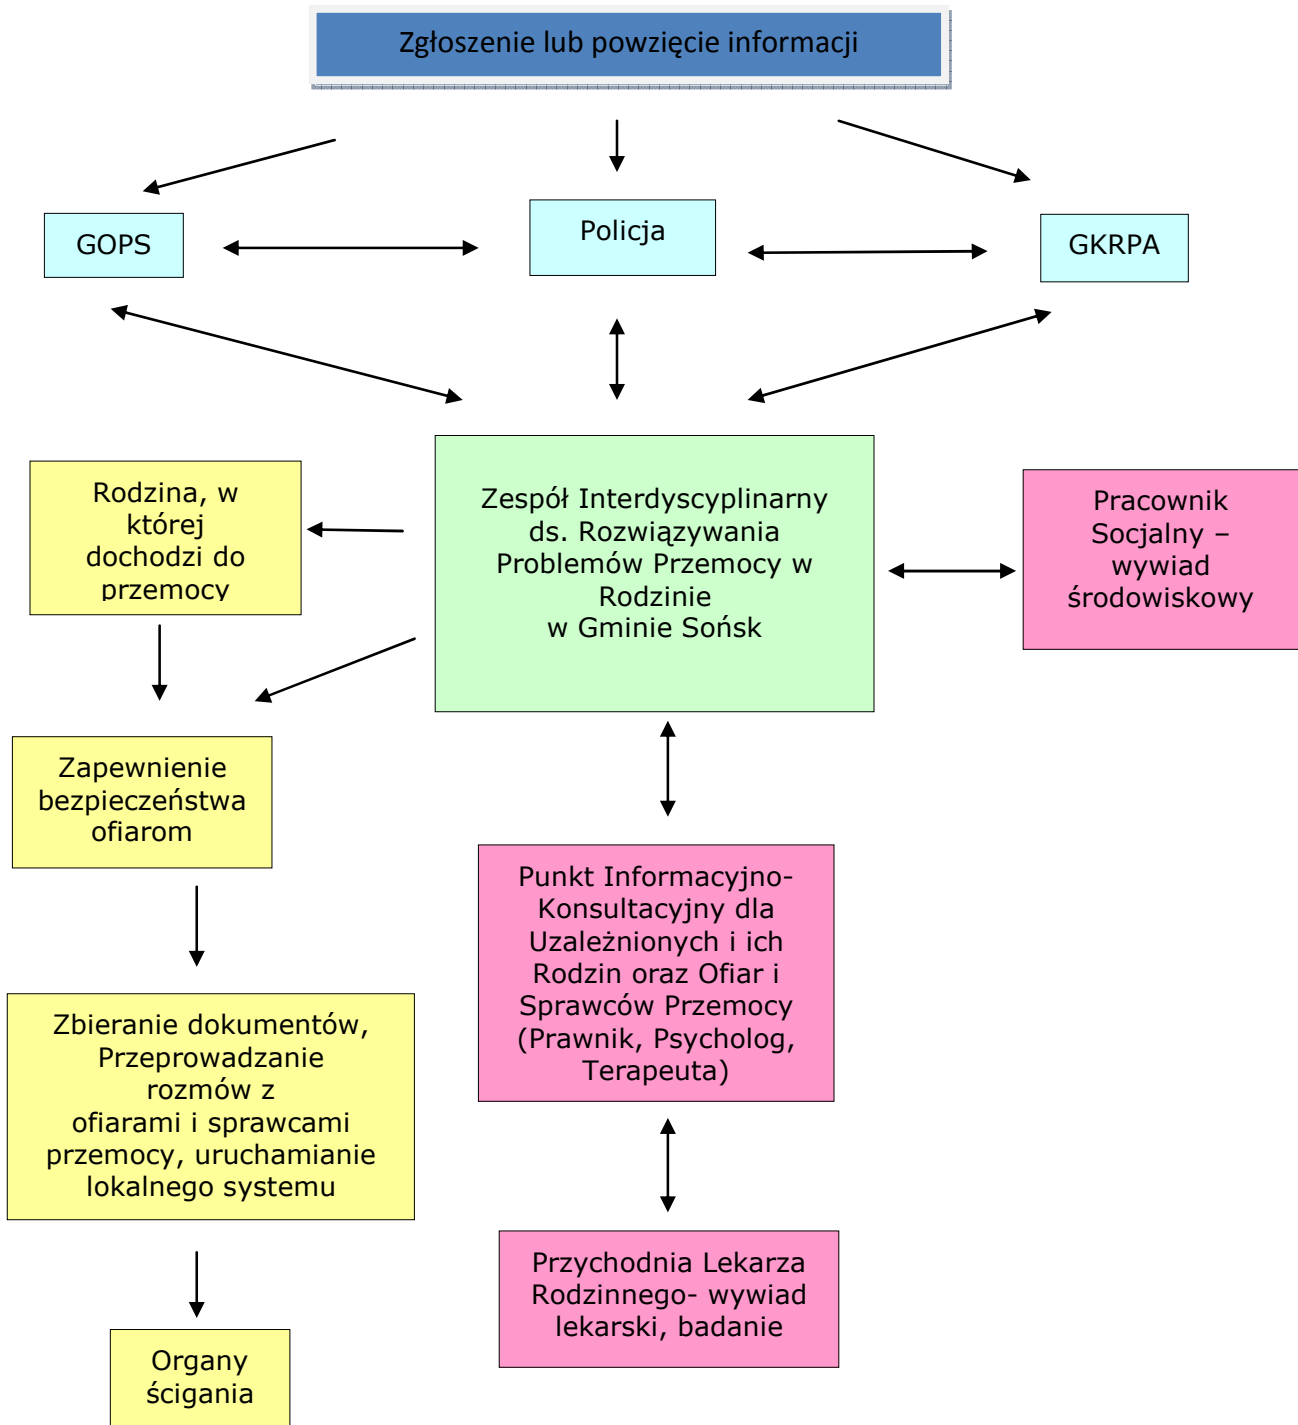 Zgłoszenie lub powzięcie informacji
GOPS
Policja
GKRPA
Rodzina, w
której
dochodzi do
przemocy
Zespół Interdyscyplinarny
ds. Rozwiązywania
Problemów Przemocy w
Rodzinie
w Gminie Sońsk
Pracownik
Socjalny –
wywiad
środowiskowy
Zapewnienie
bezpieczeństwa
ofiarom
Punkt Informacyjno-
Konsultacyjny dla
Uzależnionych i ich
Rodzin oraz Ofiar i
Sprawców Przemocy
(Prawnik, Psycholog,
Terapeuta)
Zbieranie dokumentów,
Przeprowadzanie
rozmów z
ofiarami i sprawcami
przemocy, uruchamianie
lokalnego systemu
Przychodnia Lekarza
Rodzinnego- wywiad
lekarski, badanie
Organy
ścigania